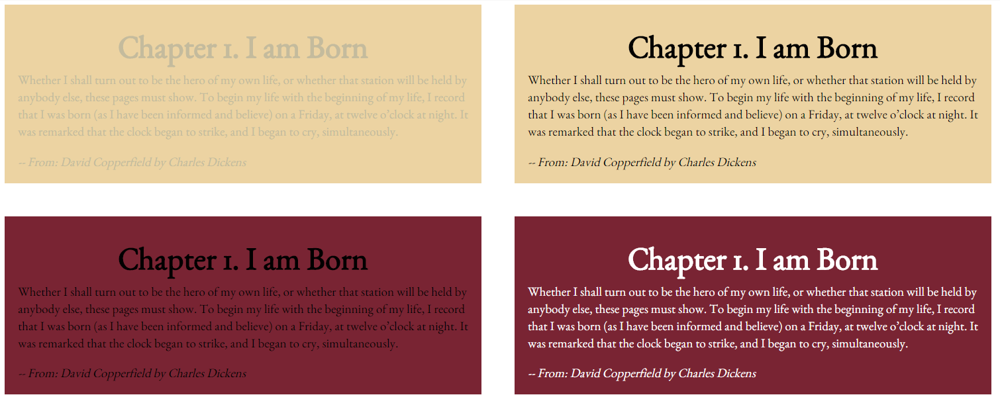 Chapter 1. I am Born
Whether I shall turn out to be the hero of my own life, or whether that station will be held by
anybody else, these pages must show. To begin my life with the beginning of my life, I record
that I was born (as I have been informed and believe) on a Friday, at twelve o’clock at night. It
was remarked that the clock began to strike, and I began to cry, simultaneously.
-- From: David Copperfield by Charles Dickens
Chapter 1. I am Born
Whether I shall turn out to be the hero of my own life, or whether that station will be held by
anybody else, these pages must show. To begin my life with the beginning of my life, I record
that I was born (as I have been informed and believe) on a Friday, at twelve o’clock at night. It
was remarked that the clock began to strike, and I began to cry, simultaneously.
-- From: David Copperfield by Charles Dickens
Chapter 1. I am Born
Whether I shall turn out to be the hero of my own life, or whether that station will be held by
anybody else, these pages must show. To begin my life with the beginning of my life, I record
that I was born (as I have been informed and believe) on a Friday, at twelve o’clock at night. It
was remarked that the clock began to strike, and I began to cry, simultaneously.
-- From: David Copperfield by Charles Dickens
Chapter 1. I am Born
Whether I shall turn out to be the hero of my own life, or whether that station will be held by
anybody else, these pages must show. To begin my life with the beginning of my life, I record
that I was born (as I have been informed and believe) on a Friday, at twelve o’clock at night. It
was remarked that the clock began to strike, and I began to cry, simultaneously.
-- From: David Copperfield by Charles Dickens